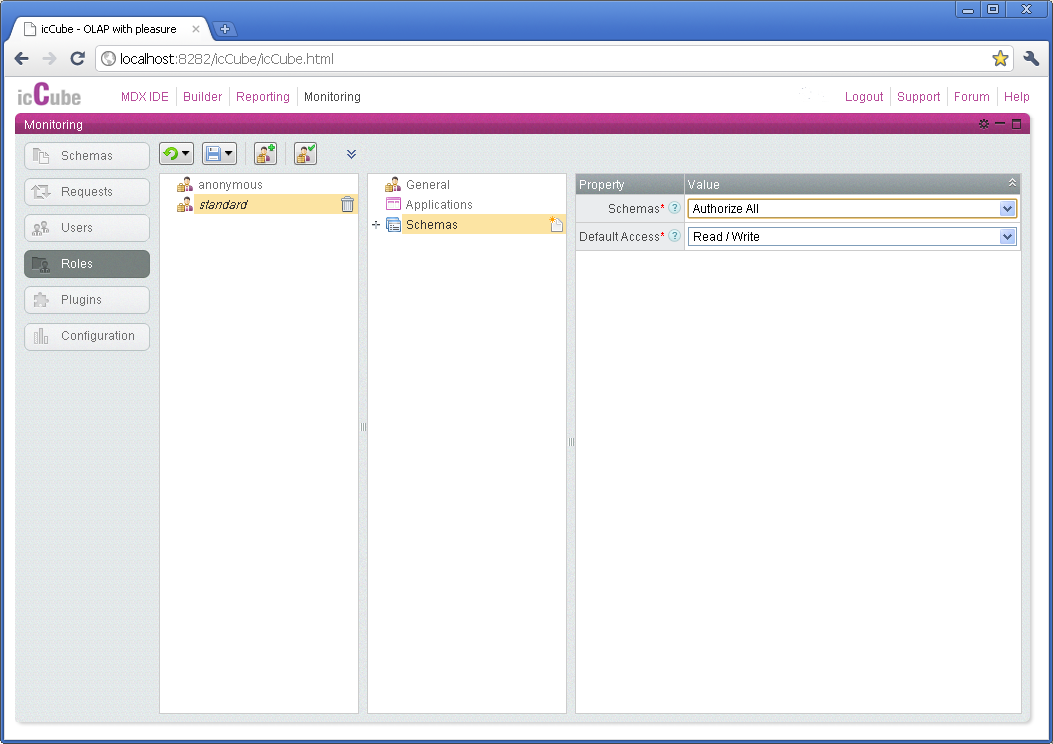 icCube - OLAP with pleasure
localhost:8282/icCube/icCube.html
icCube MDX IDE Builder Reporting Monitoring Logout Support Forum Help
Monitoring
Schemas
Requests
Users
Roles
Plugins
Configuration
anonymous
standard
General
Applications
Schemas
Property Value
Schemas* ? Authorize All
Default Access* ? Read / Write